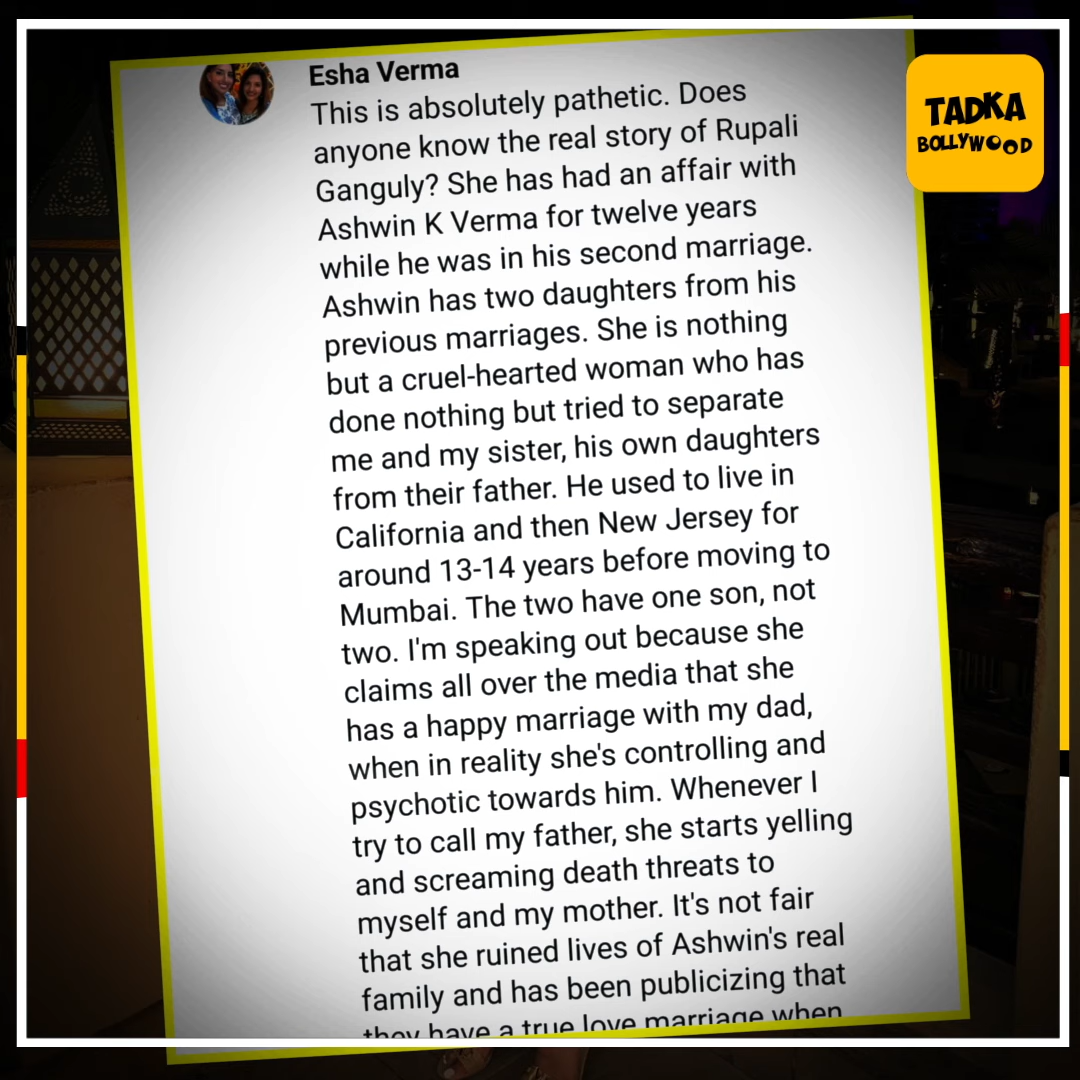 Esha Verma
This is absolutely pathetic. Does
anyone know the real story of Rupali
Ganguly? She has had an affair with
Ashwin K Verma for twelve years
while he was in his second marriage.
Ashwin has two daughters from his
previous marriages. She is nothing
but a cruel-hearted woman who has
done nothing but tried to separate
me and my sister, his own daughters
from their father. He used to live in
California and then New Jersey for
around 13-14 years before moving to
Mumbai. The two have one son, not
two. I'm speaking out because she
claims all over the media that she
has a happy marriage with my dad,
when in reality she's controlling and
psychotic towards him. Whenever I
try to call my father, she starts yelling
and screaming death threats to
myself and my mother. It's not fair
that she ruined lives of Ashwin's real
family and has been publicizing that
they have a true love marriage when
TADKA
BOLLYWOOD